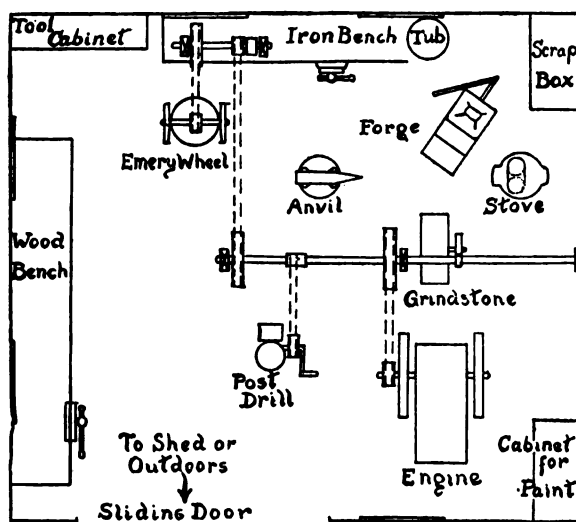 Tool
Cabinet
Iron Bench
Tub
Scrap
Box
Forge
Emery Wheel
Anvil
Stove
Wood
Bench
Grindstone
Post
Drill
To Shed or
Outdoors
Sliding Door
Engine
Cabinet
for
Paint